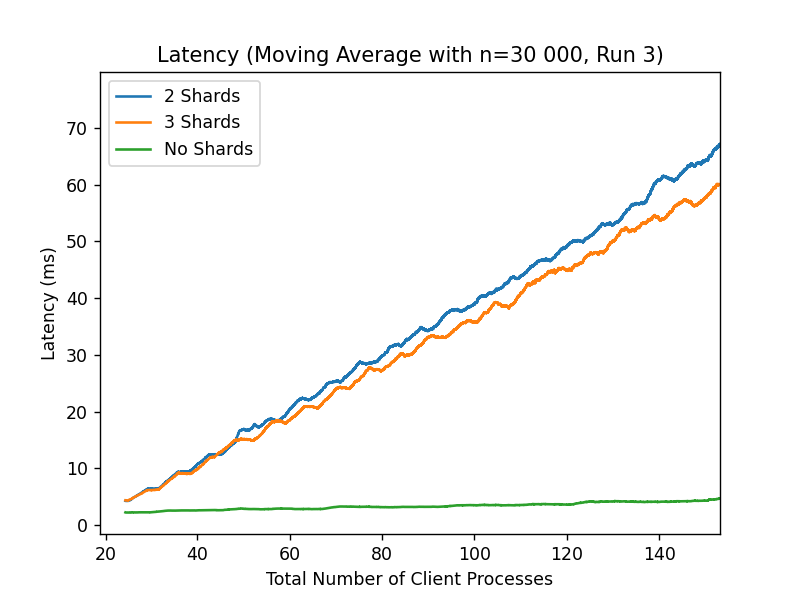 Latency (Moving Average with n=30 000, Run 3)
2 Shards
3 Shards
No Shards
Latency (ms)
70
60
50
40
30
20
10
0
20 40 60 80 100 120 140
Total Number of Client Processes